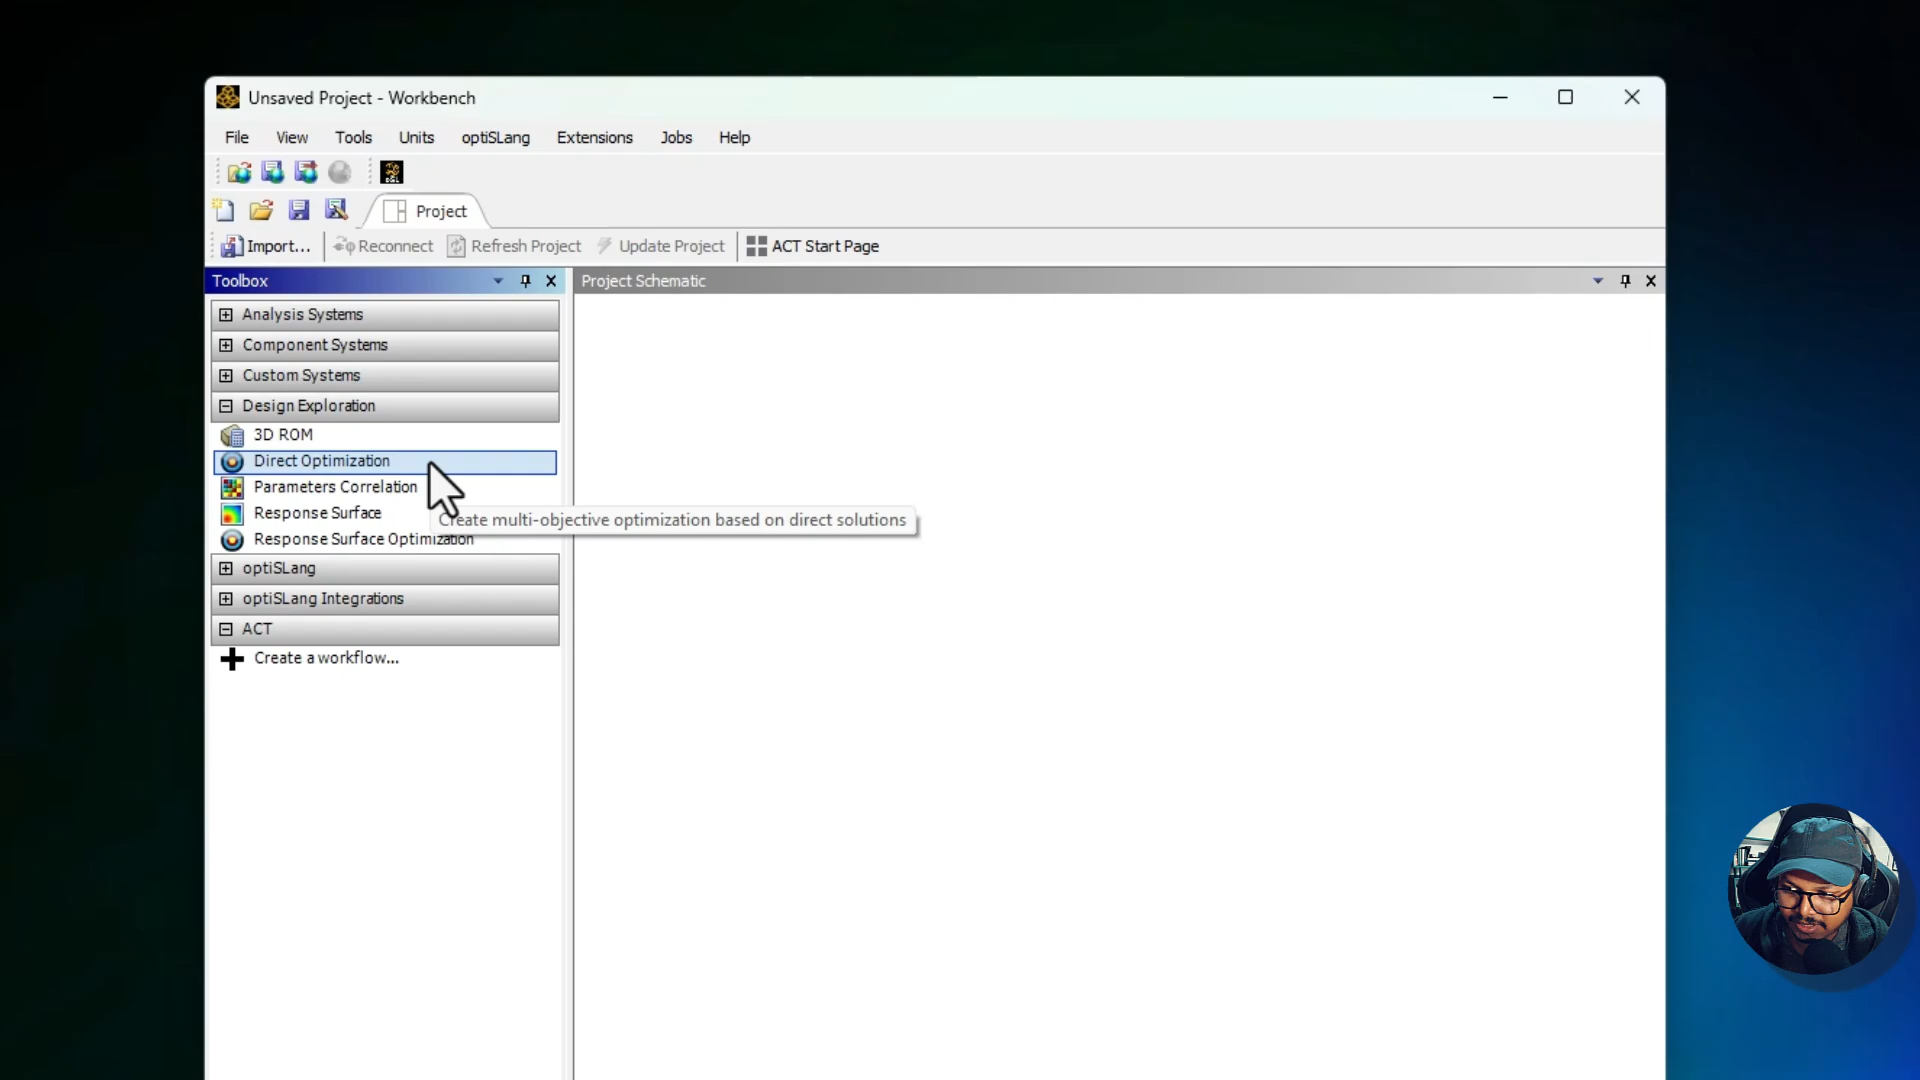 Unsaved Project - Workbench
File View Tools Units optiSLang Extensions Jobs Help
Project
Import... Reconnect Refresh Project Update Project ACT Start Page
Toolbox
Project Schematic
Analysis Systems
Component Systems
Custom Systems
Design Exploration
3D ROM
Direct Optimization
Parameters Correlation
Response Surface
Create multi-objective optimization based on direct solutions
Response Surface Optimization
optiSLang
optiSLang Integrations
ACT
Create a workflow...